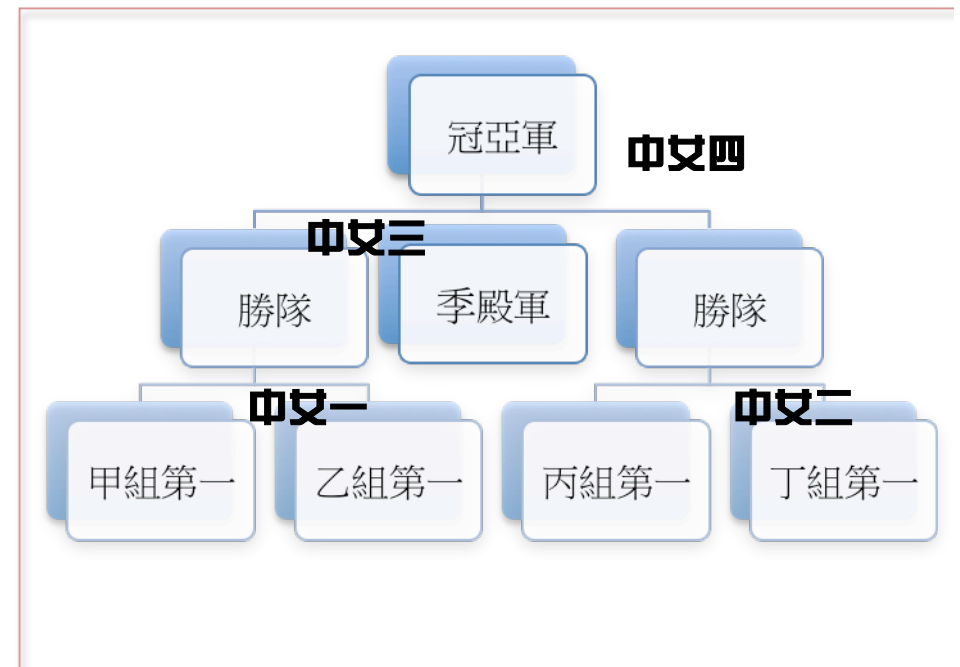 冠亞軍
中女四
中女三
勝隊
季殿軍
勝隊
中女一
中女二
甲組第一
乙組第一
丙組第一
丁組第一